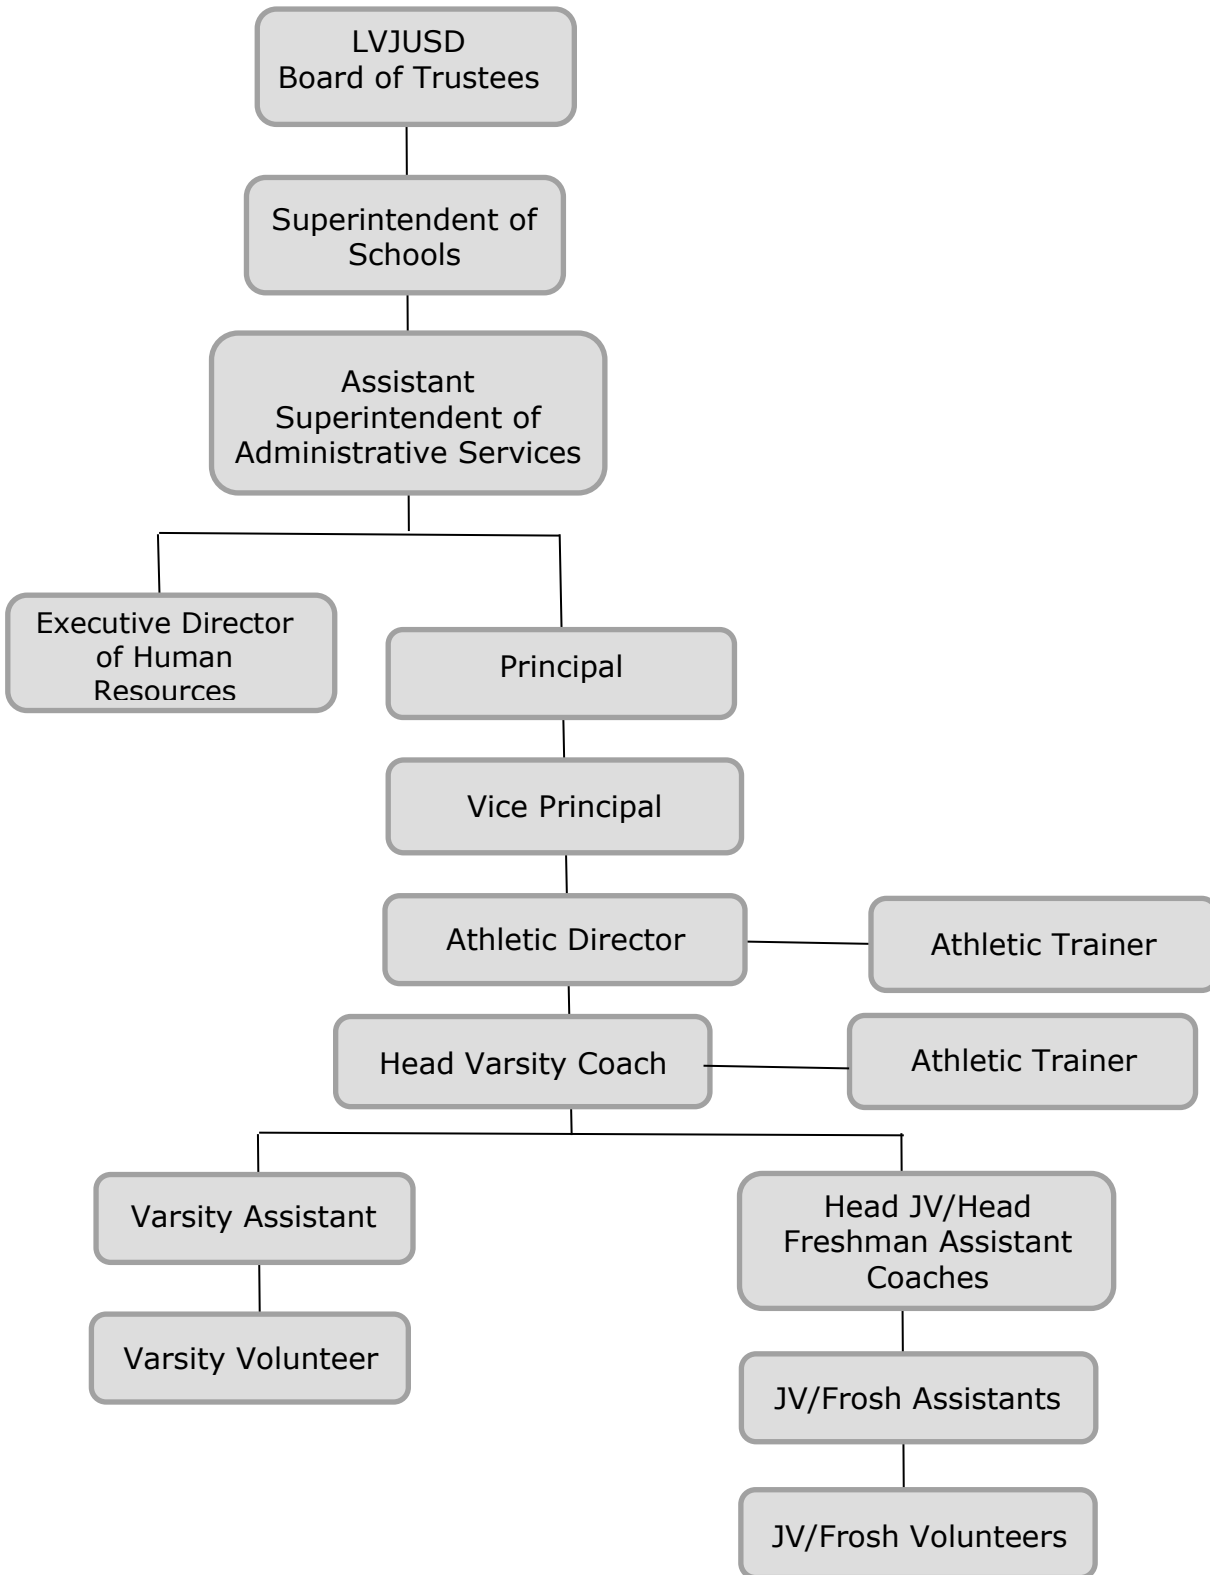 LVJUSD
Board of Trustees
Superintendent of
Schools
Assistant
Superintendent of
Administrative Services
Executive Director
of Human
Resources
Principal
Vice Principal
Athletic Director
Athletic Trainer
Head Varsity Coach
Athletic Trainer
Varsity Assistant
Varsity Volunteer
Head JV/Head
Freshman Assistant
Coaches
JV/Frosh Assistants
JV/Frosh Volunteers